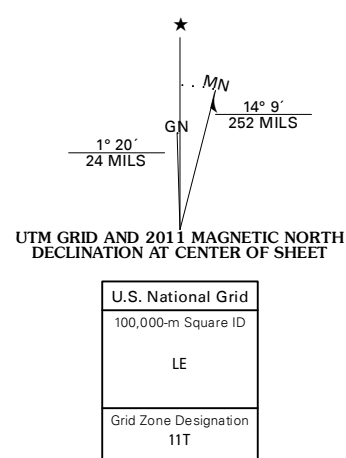 ★
MN
GN
14° 9´
252 MILS
1° 20´
24 MILS
UTM GRID AND 2011 MAGNETIC NORTH
DECLINATION AT CENTER OF SHEET
U.S. National Grid
100,000-m Square ID
LE
Grid Zone Designation
11T